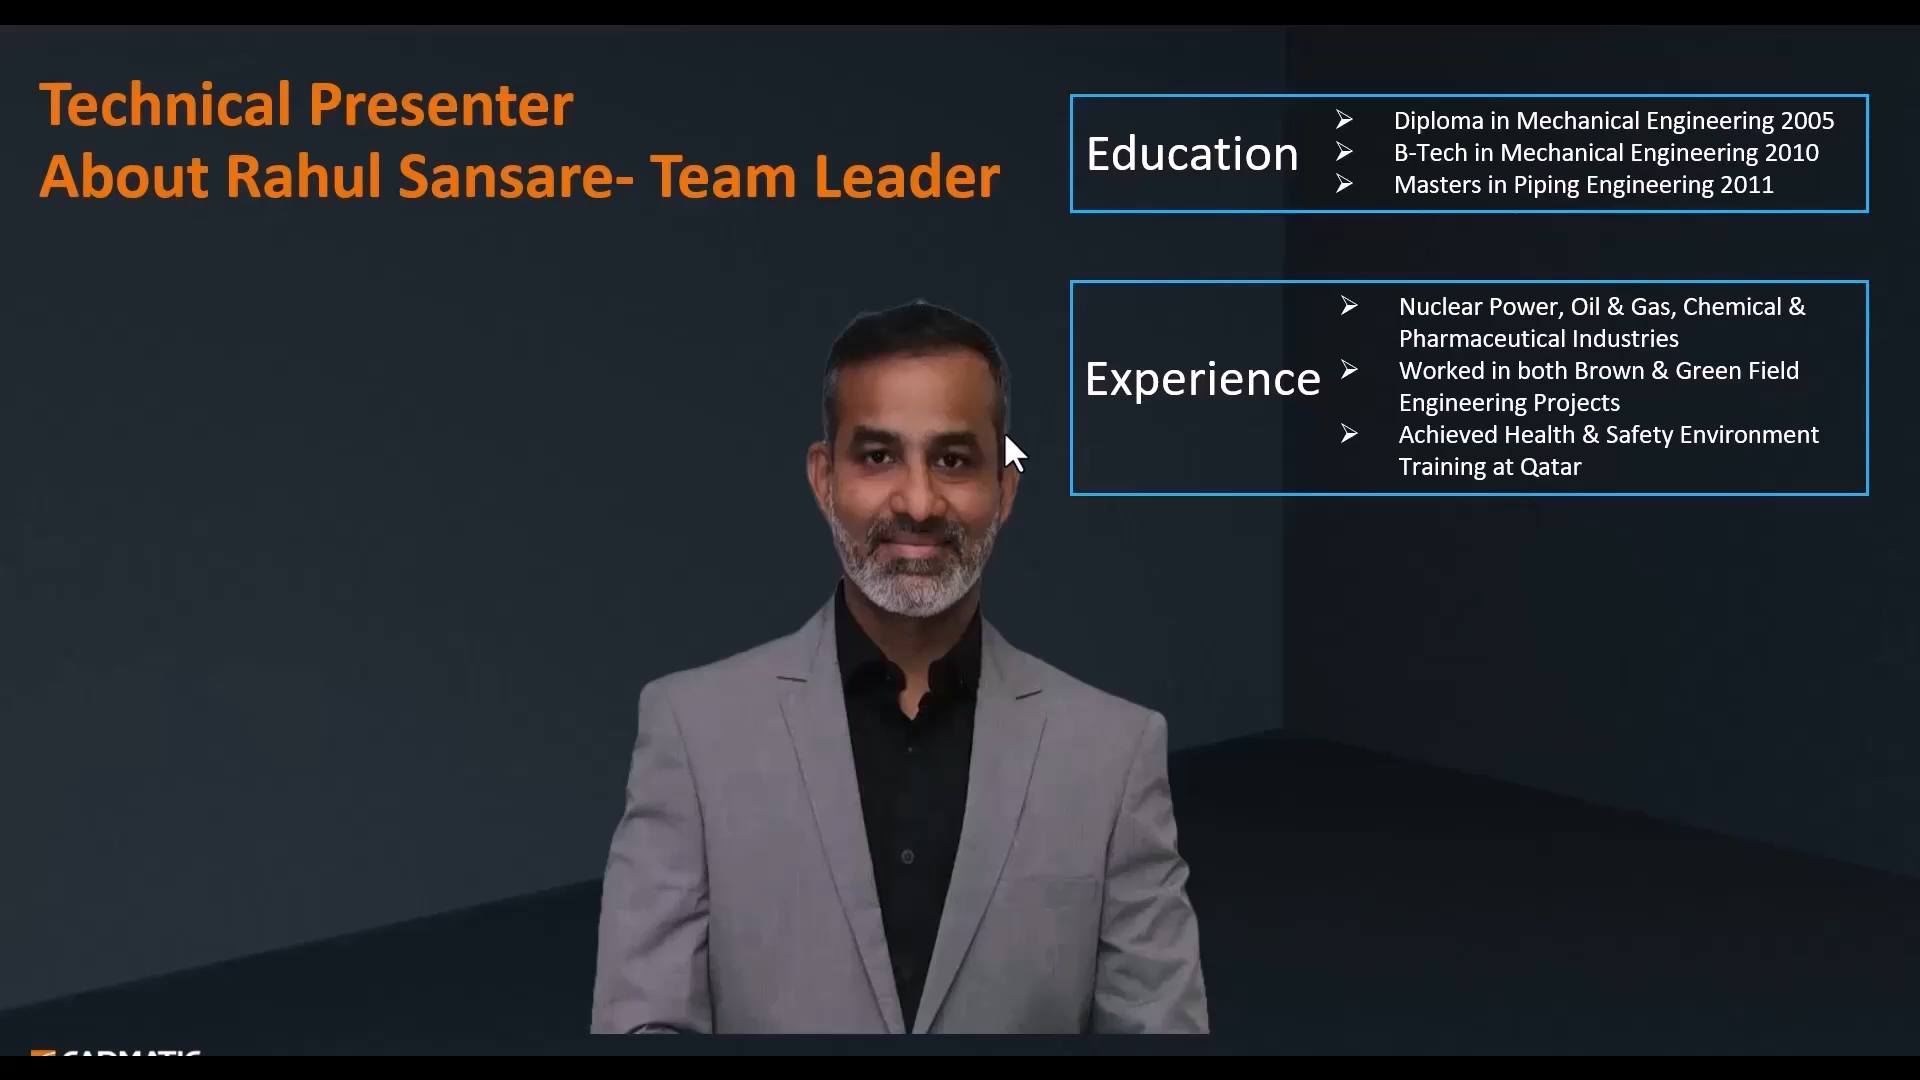 Technical Presenter
About Rahul Sansare- Team Leader
Education
Diploma in Mechanical Engineering 2005
B-Tech in Mechanical Engineering 2010
Masters in Piping Engineering 2011
Experience
Nuclear Power, Oil & Gas, Chemical &
Pharmaceutical Industries
Worked in both Brown & Green Field
Engineering Projects
Achieved Health & Safety Environment
Training at Qatar
CADMATIC